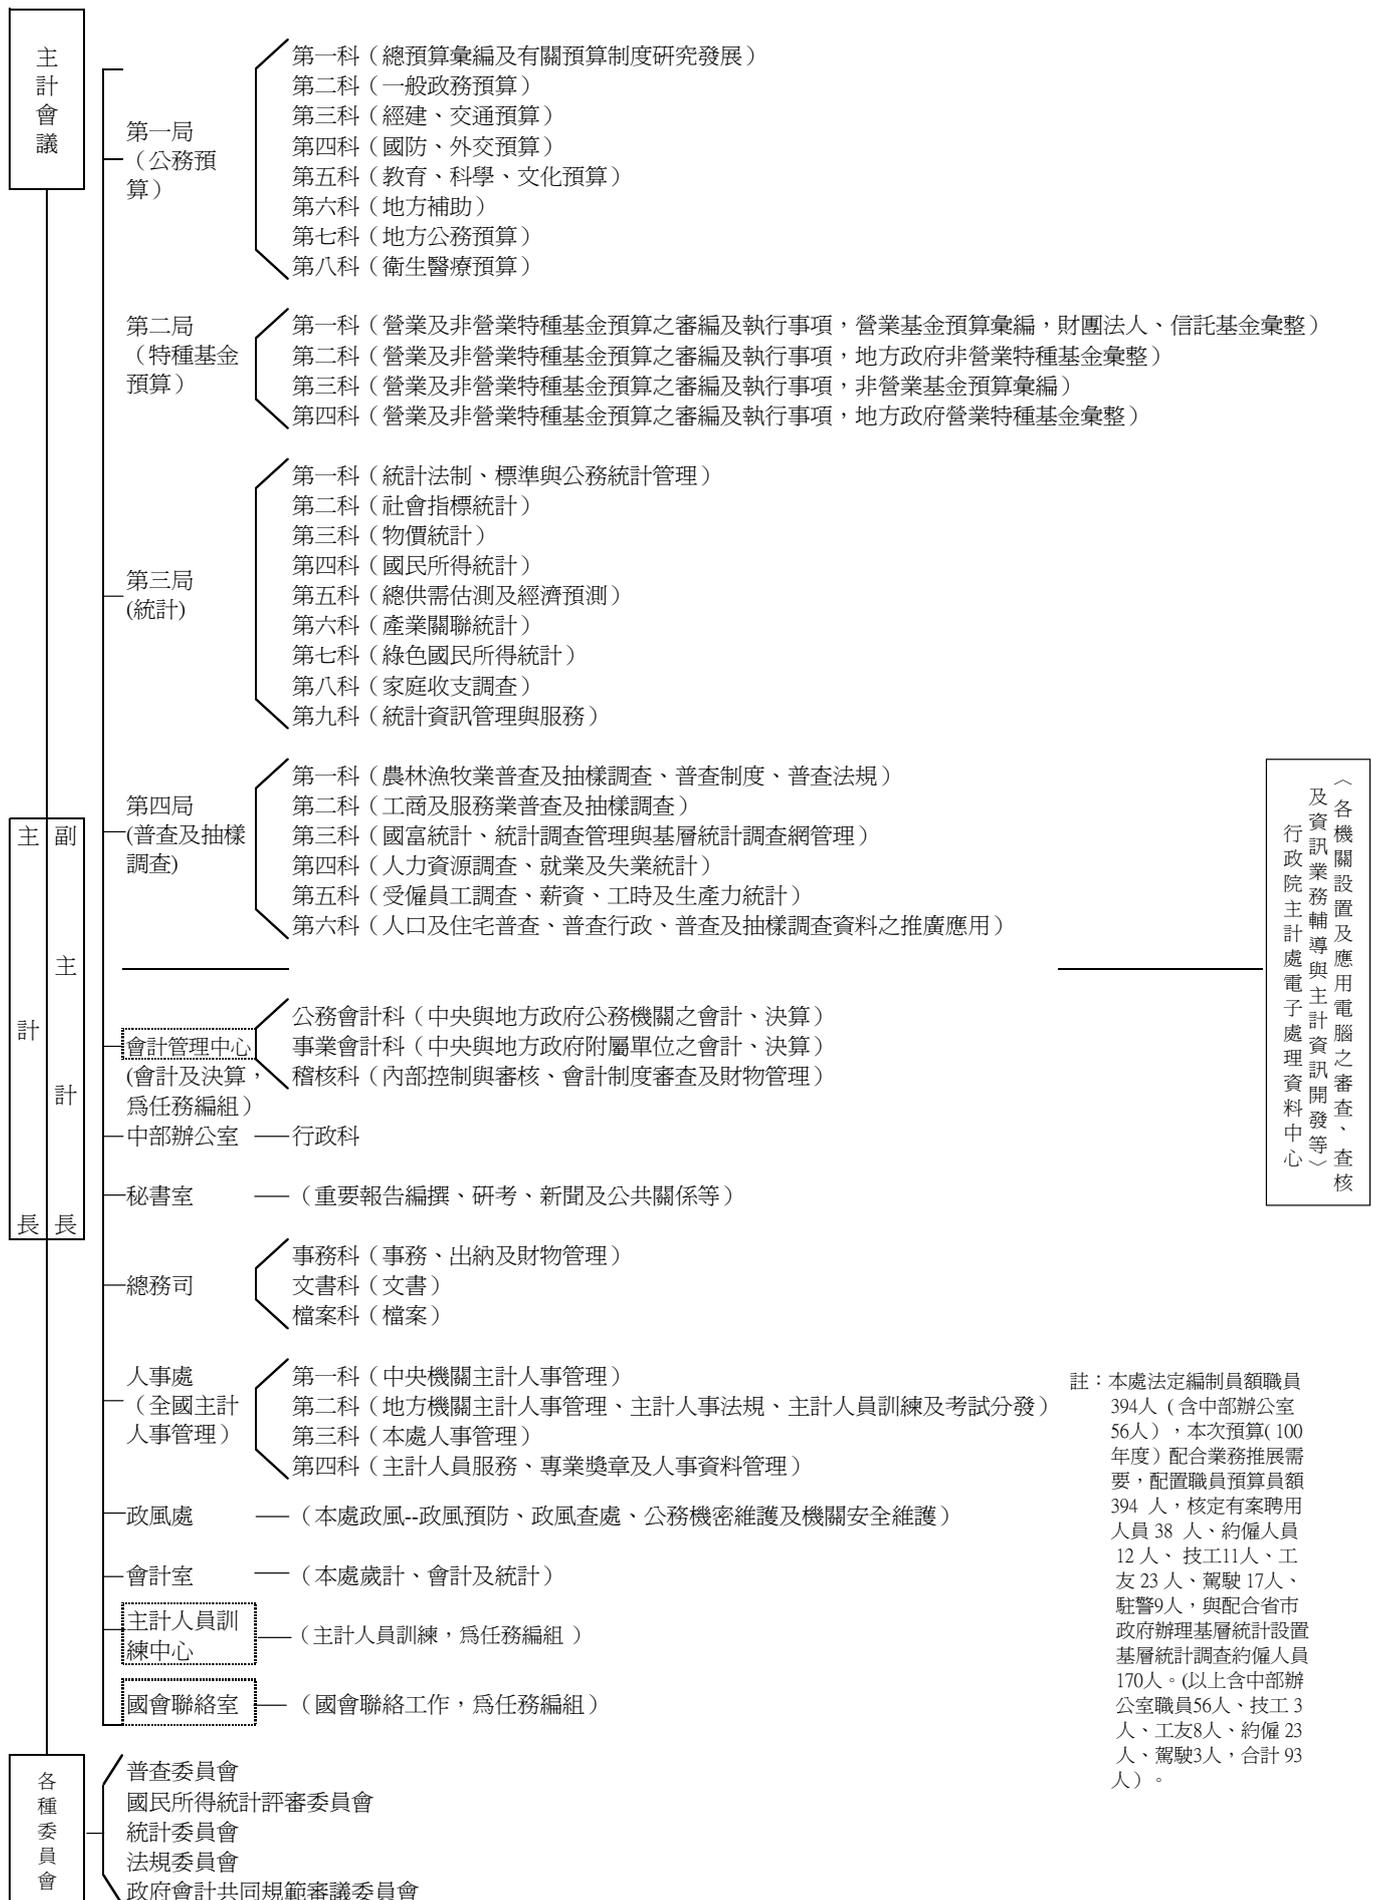 主計會議
第一局
（公務預
算）
第一科（總預算彙編及有關預算制度研究發展）
第二科（一般政務預算）
第三科（經建、交通預算）
第四科（國防、外交預算）
第五科（教育、科學、文化預算）
第六科（地方補助）
第七科（地方公務預算）
第八科（衛生醫療預算）
第二局
（特種基金
預算）
第一科（營業及非營業特種基金預算之審編及執行事項，營業基金預算彙編，財團法人、信託基金彙整）
第二科（營業及非營業特種基金預算之審編及執行事項，地方政府非營業特種基金彙整）
第三科（營業及非營業特種基金預算之審編及執行事項，非營業基金預算彙編）
第四科（營業及非營業特種基金預算之審編及執行事項，地方政府營業特種基金彙整）
第三局
(統計)
第一科（統計法制、標準與公務統計管理）
第二科（社會指標統計）
第三科（物價統計）
第四科（國民所得統計）
第五科（總供需估測及經濟預測）
第六科（產業關聯統計）
第七科（綠色國民所得統計）
第八科（家庭收支調查）
第九科（統計資訊管理與服務）
主計長
副主計長
第四局
(普查及抽樣
調查)
第一科（農林漁牧業普查及抽樣調查、普查制度、普查法規）
第二科（工商及服務業普查及抽樣調查）
第三科（國富統計、統計調查管理與基層統計調查網管理）
第四科（人力資源調查、就業及失業統計）
第五科（受僱員工調查、薪資、工時及生產力統計）
第六科（人口及住宅普查、普查行政、普查及抽樣調查資料之推廣應用）
行政院主計處電子處理資料中心
〈各機關設置及應用電腦之審查、查核
及資訊業務輔導與主計資訊開發等〉
會計管理中心
(會計及決算，
為任務編組）
公務會計科（中央與地方政府公務機關之會計、決算）
事業會計科（中央與地方政府附屬單位之會計、決算）
稽核科（內部控制與審核、會計制度審查及財物管理）
中部辦公室
行政科
秘書室
（重要報告編撰、研考、新聞及公共關係等）
總務司
事務科（事務、出納及財物管理）
文書科（文書）
檔案科（檔案）
人事處
（全國主計
人事管理）
第一科（中央機關主計人事管理）
第二科（地方機關主計人事管理、主計人事法規、主計人員訓練及考試分發）
第三科（本處人事管理）
第四科（主計人員服務、專業獎章及人事資料管理）
政風處
（本處政風--政風預防、政風查處、公務機密維護及機關安全維護）
會計室
（本處歲計、會計及統計）
主計人員訓
練中心
（主計人員訓練，為任務編組 ）
國會聯絡室
（國會聯絡工作，為任務編組）
註：本處法定編制員額職員
394人（含中部辦公室
56人），本次預算( 100
年度）配合業務推展需
要，配置職員預算員額
394 人，核定有案聘用
人員 38 人、約僱人員
12 人、 技工11人、工
友 23 人、駕駛 17人、
駐警9人，與配合省市
政府辦理基層統計設置
基層統計調查約僱人員
170人。(以上含中部辦
公室職員56人、技工 3
人、工友8人、約僱 23
人、駕駛3人，合計 93
人）。
各種委員會
普查委員會
國民所得統計評審委員會
統計委員會
法規委員會
政府會計共同規範審議委員會